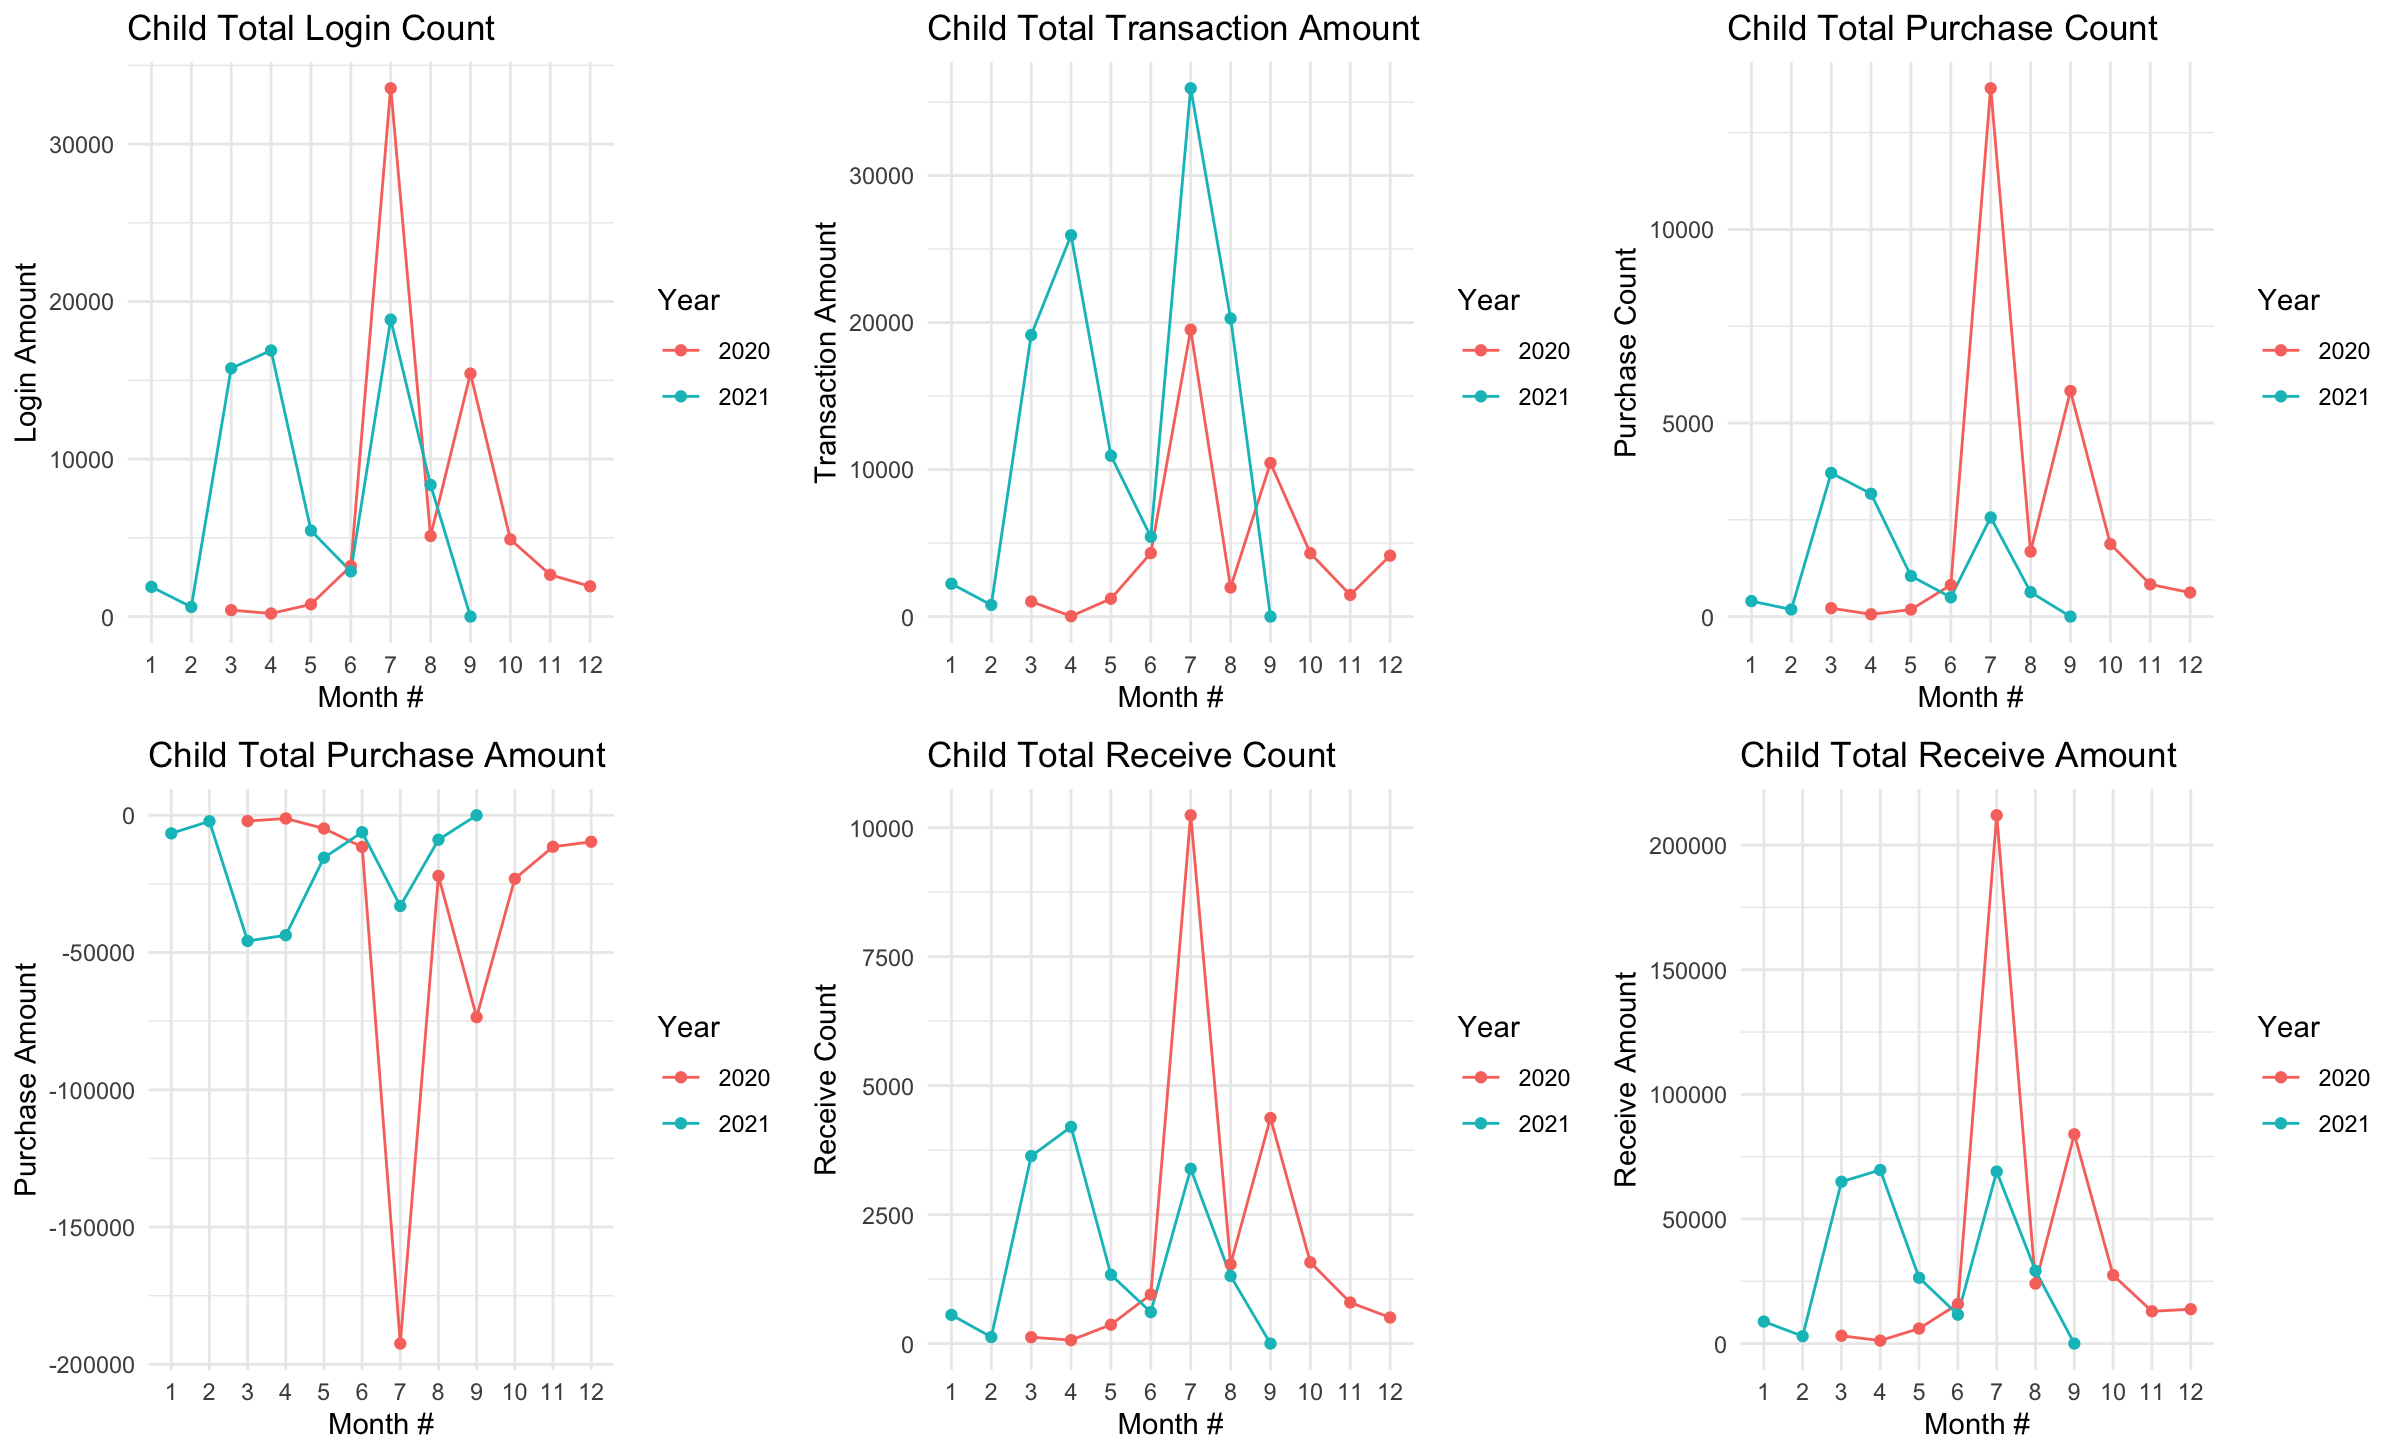 Child Total Login Count
Login Amount
30000
20000
10000
0
1 2 3 4 5 6 7 8 9 10 11 12
Month #
Year
2020
2021
Child Total Transaction Amount
Transaction Amount
30000
20000
10000
0
1 2 3 4 5 6 7 8 9 10 11 12
Month #
Year
2020
2021
Child Total Purchase Count
Purchase Count
10000
5000
0
1 2 3 4 5 6 7 8 9 10 11 12
Month #
Year
2020
2021
Child Total Purchase Amount
Purchase Amount
0
-50000
-100000
-150000
-200000
1 2 3 4 5 6 7 8 9 10 11 12
Month #
Year
2020
2021
Child Total Receive Count
Receive Count
10000
7500
5000
2500
0
1 2 3 4 5 6 7 8 9 10 11 12
Month #
Year
2020
2021
Child Total Receive Amount
Receive Amount
200000
150000
100000
50000
0
1 2 3 4 5 6 7 8 9 10 11 12
Month #
Year
2020
2021